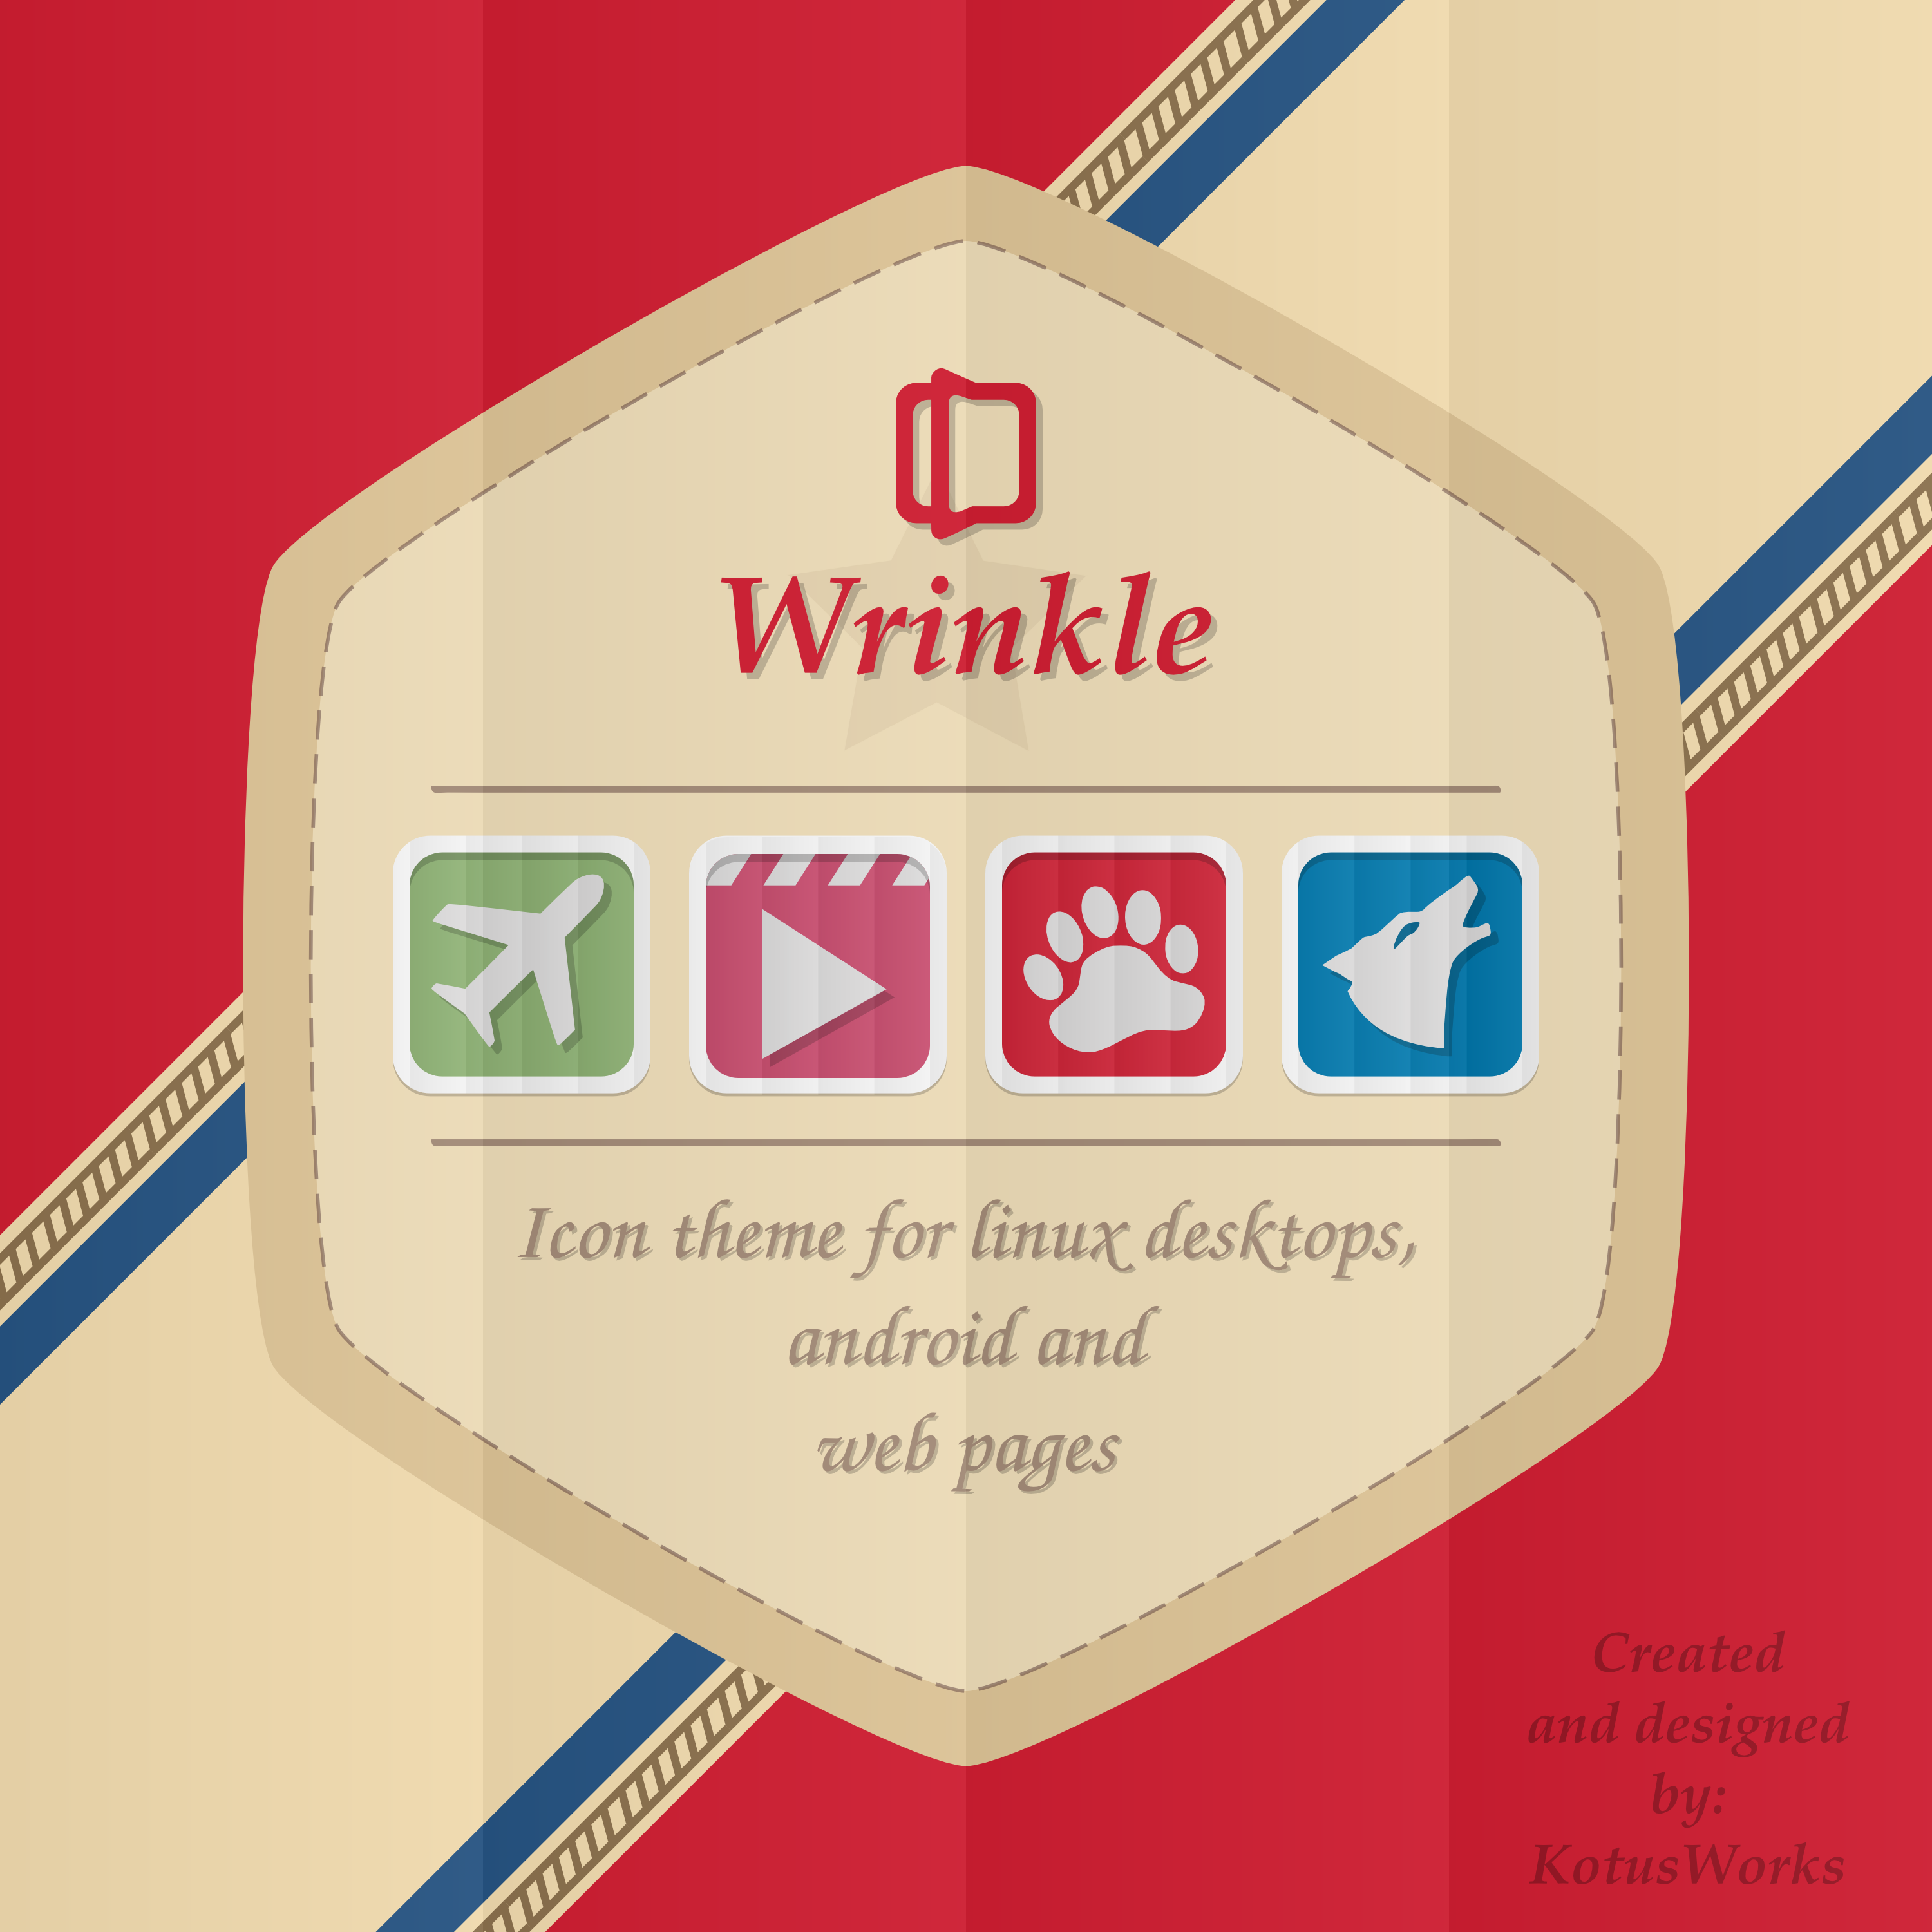 Wrinkle
Icon theme for linux desktops,
android and
web pages
Created
and designed
by:
KotusWorks